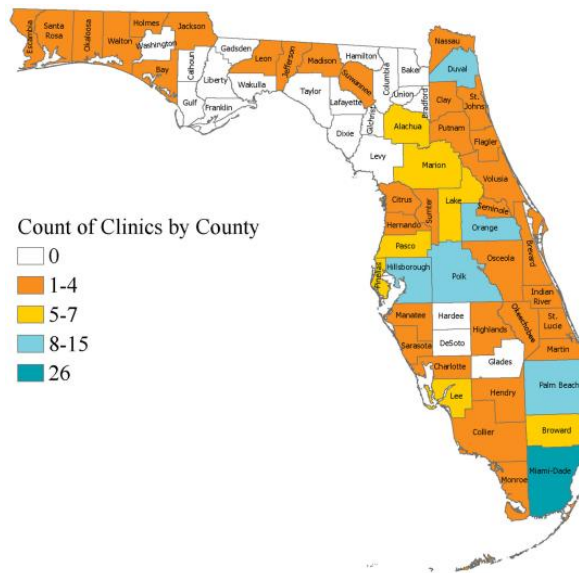 Holmes
Jackson
Escambia
Santa
Rosa
Okaloosa
Walton
Washington
Bay
Calhoun
Gulf
Gadsden
Liberty
Franklin
Leon
Wakulla
Jefferson
Madison
Taylor
Hamilton
Suwannee
Lafayette
Dixie
Columbia
Gilchrist
Baker
Union
Bradford
Nassau
Duval
Clay
St.
Johns
Alachua
Putnam
Flagler
Levy
Marion
Volusia
Citrus
Sumter
Lake
Seminole
Hernando
Orange
Brevard
Pasco
Pinellas
Hillsborough
Polk
Osceola
Indian
River
Manatee
Hardee
Highlands
Okeechobee
St.
Lucie
Sarasota
DeSoto
Martin
Charlotte
Glades
Palm Beach
Lee
Hendry
Broward
Collier
Monroe
Miami-Dade
Count of Clinics by County
0
1-4
5-7
8-15
26